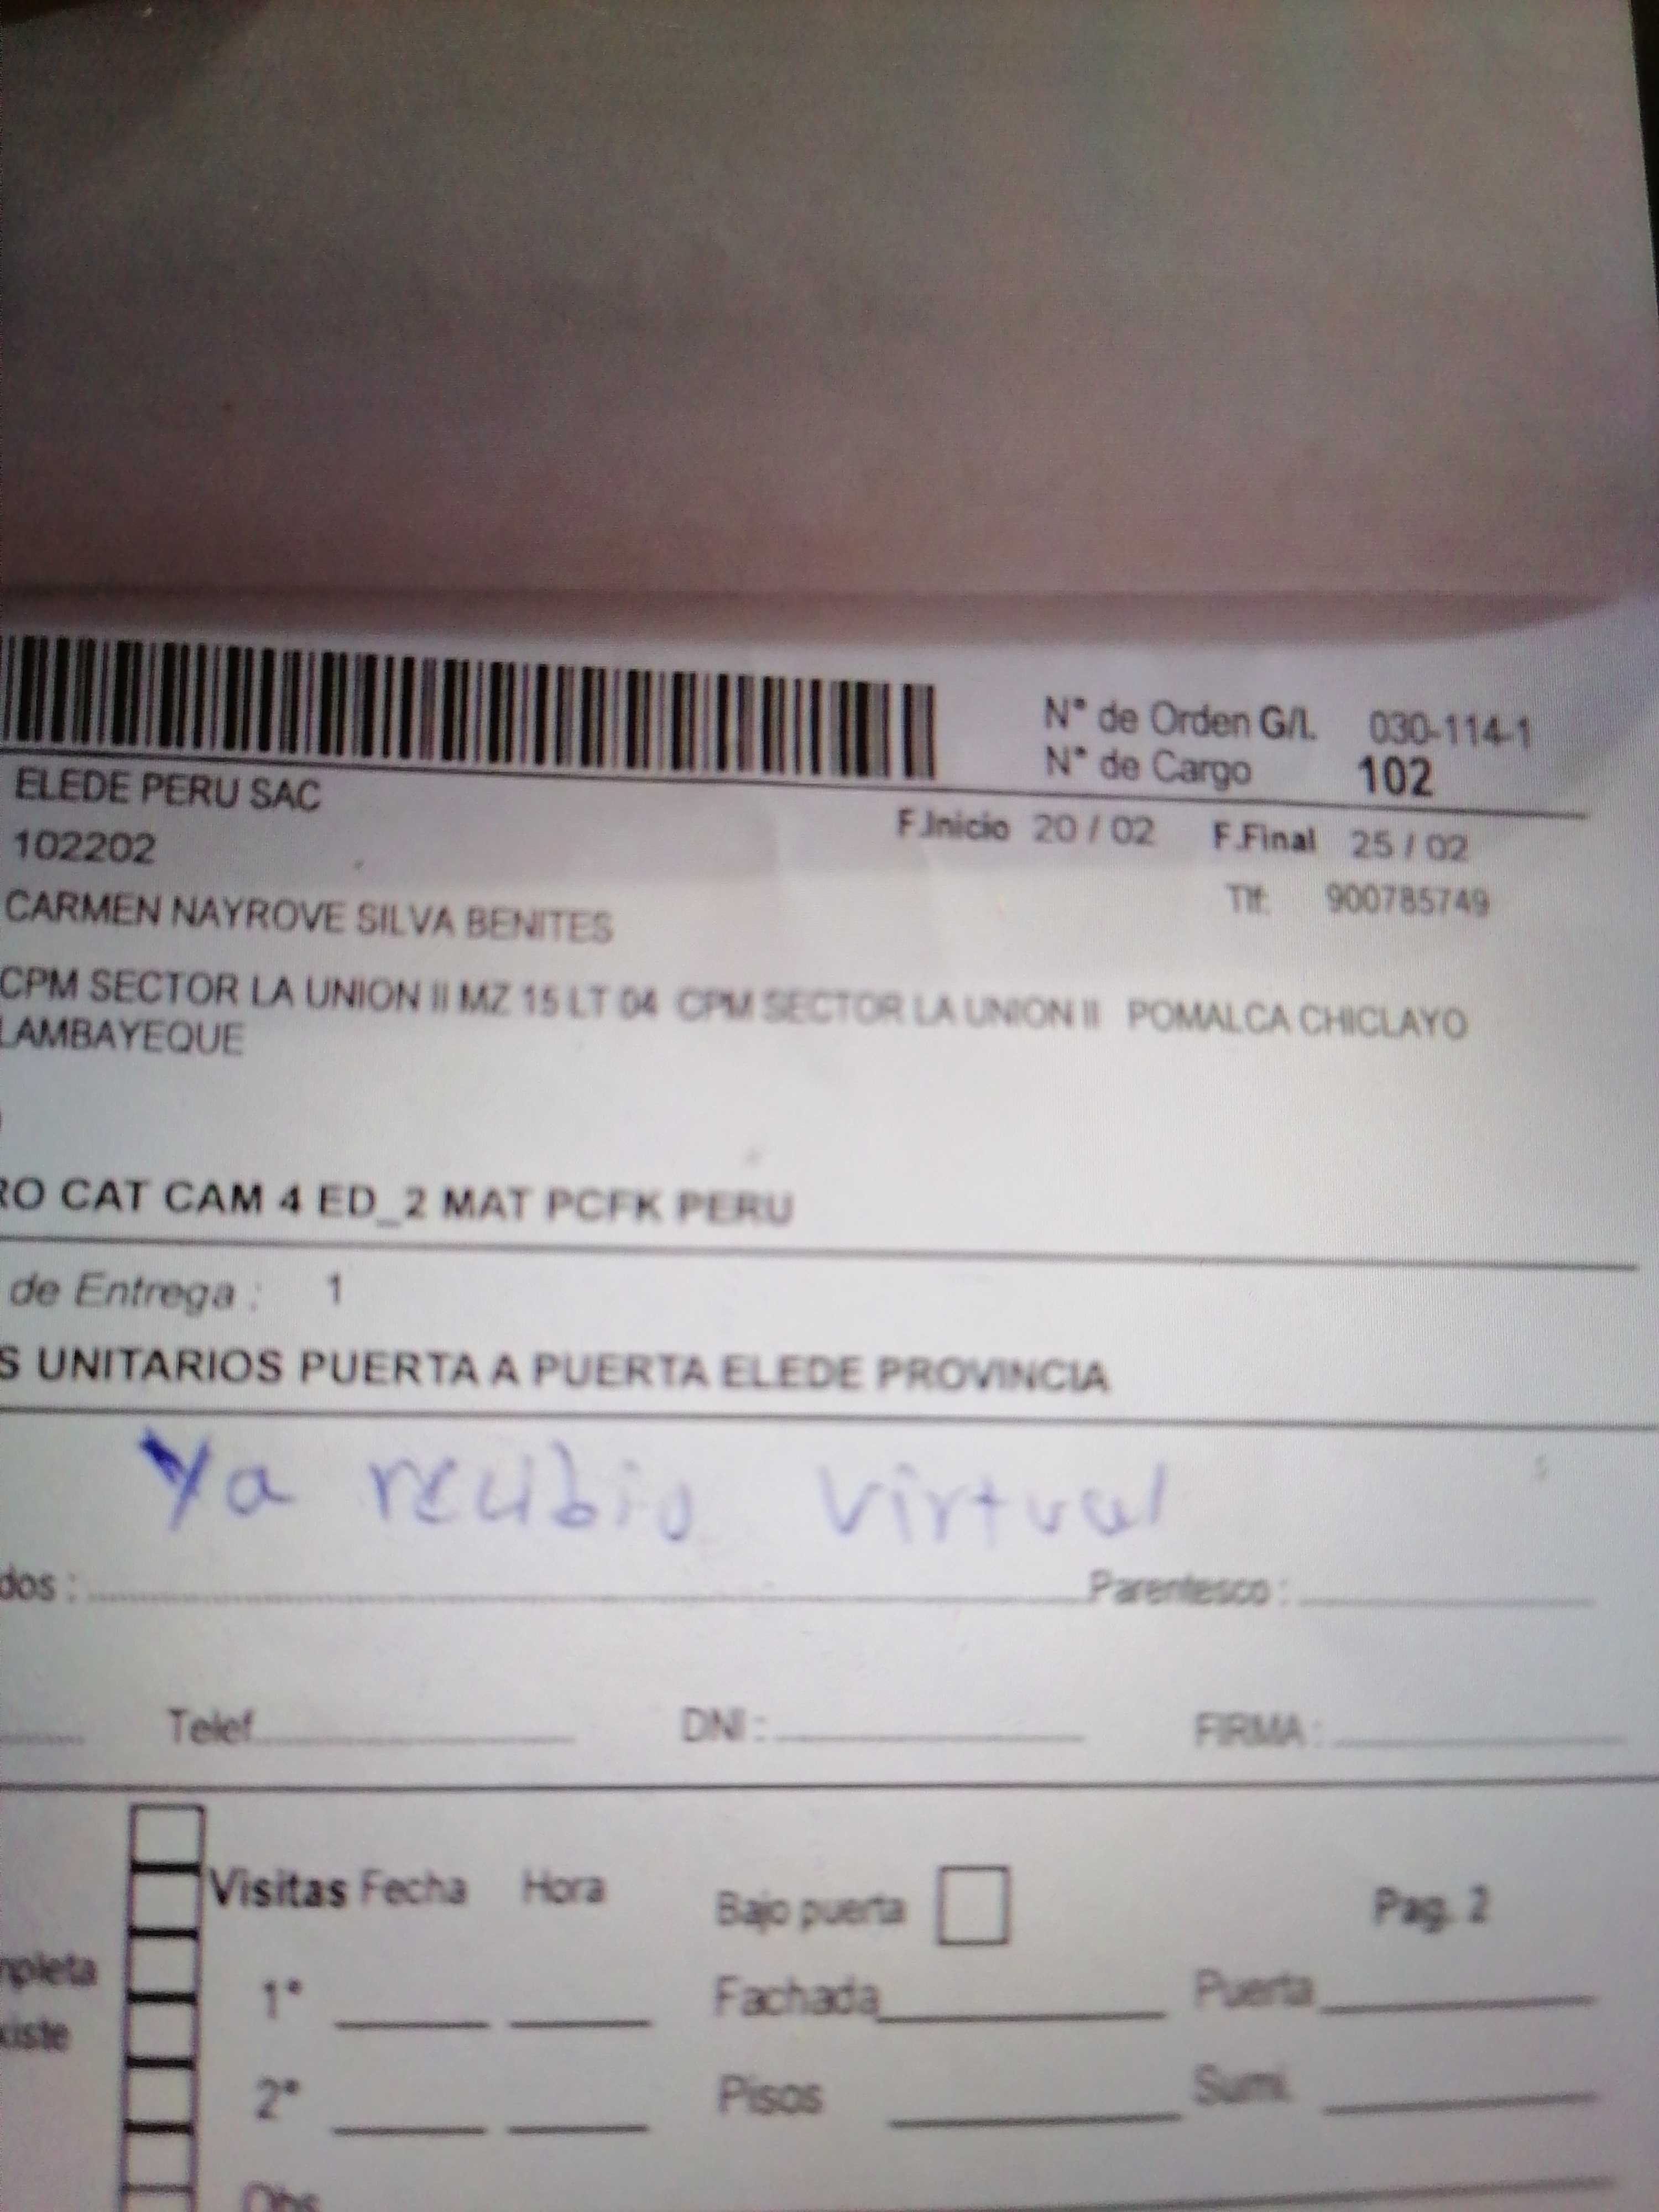 N° de Orden G/I. 030-114-1
N° de Cargo 102
ELEDE PERU SAC
F.Inicio 20 / 02 F.Final 25 / 02
102202
Tlf: 900785749
CARMEN NAYROVE SILVA BENITES
CPM SECTOR LA UNION II MZ 15 LT 04 CPM SECTOR LA UNION II POMALCA CHICLAYO
LAMBAYEQUE
RO CAT CAM 4 ED_2 MAT PCFK PERU
de Entrega : 1
S UNITARIOS PUERTA A PUERTA ELEDE PROVINCIA
Ya recibio virtual
dos : Parentesco :
Telef. DNI : FIRMA :
Visitas Fecha Hora Bajo puerta Pag. 2
mpleta
1° Fachada Puerta
xiste
2° Pisos Sumi.
Obs